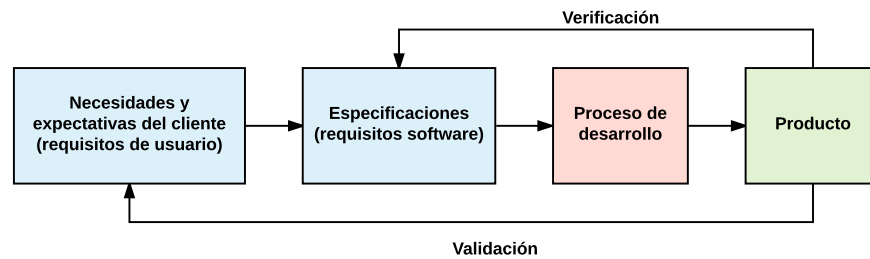 Verificación
Necesidades y
expectativas del cliente
(requisitos de usuario)
Especificaciones
(requisitos software)
Proceso de
desarrollo
Producto
Validación